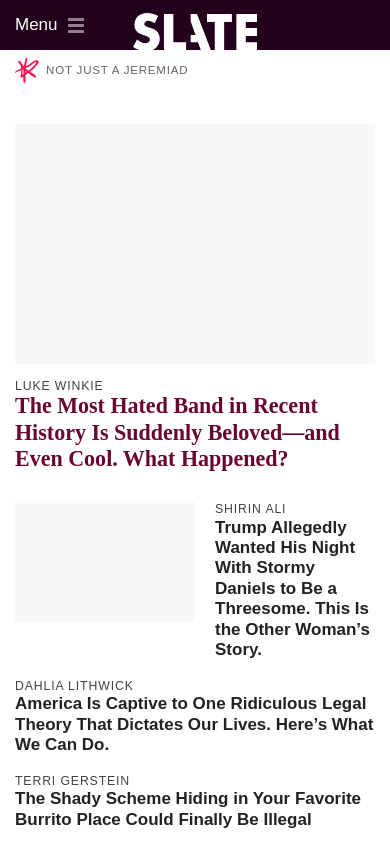 Menu
SLATE
NOT JUST A JEREMIAD
LUKE WINKIE
The Most Hated Band in Recent
History Is Suddenly Beloved—and
Even Cool. What Happened?
SHIRIN ALI
Trump Allegedly
Wanted His Night
With Stormy
Daniels to Be a
Threesome. This Is
the Other Woman’s
Story.
DAHLIA LITHWICK
America Is Captive to One Ridiculous Legal
Theory That Dictates Our Lives. Here’s What
We Can Do.
TERRI GERSTEIN
The Shady Scheme Hiding in Your Favorite
Burrito Place Could Finally Be Illegal